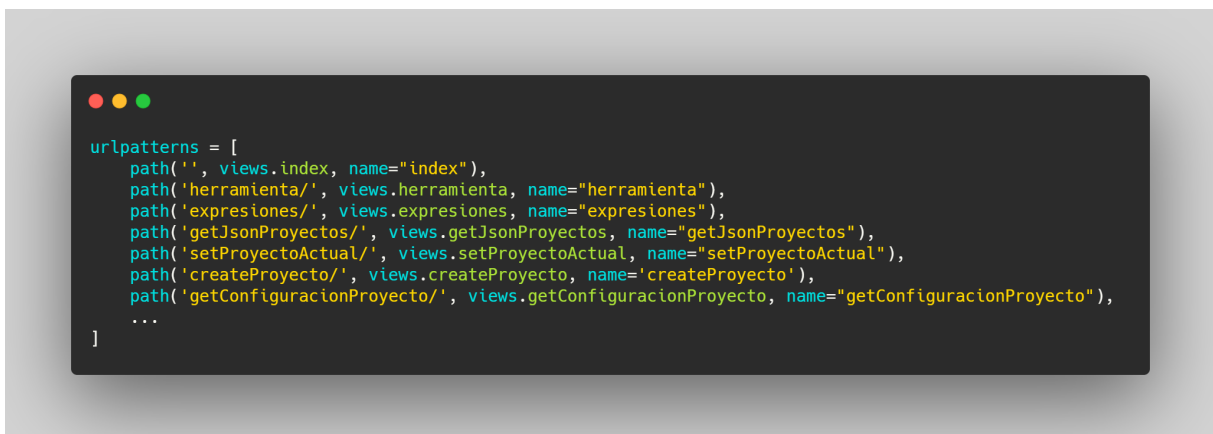 urlpatterns = [
    path('', views.index, name="index"),
    path('herramienta/', views.herramienta, name="herramienta"),
    path('expresiones/', views.expresiones, name="expresiones"),
    path('getJsonProyectos/', views.getJsonProyectos, name="getJsonProyectos"),
    path('setProyectoActual/', views.setProyectoActual, name="setProyectoActual"),
    path('createProyecto/', views.createProyecto, name='createProyecto'),
    path('getConfiguracionProyecto/', views.getConfiguracionProyecto, name="getConfiguracionProyecto"),
    ...
]